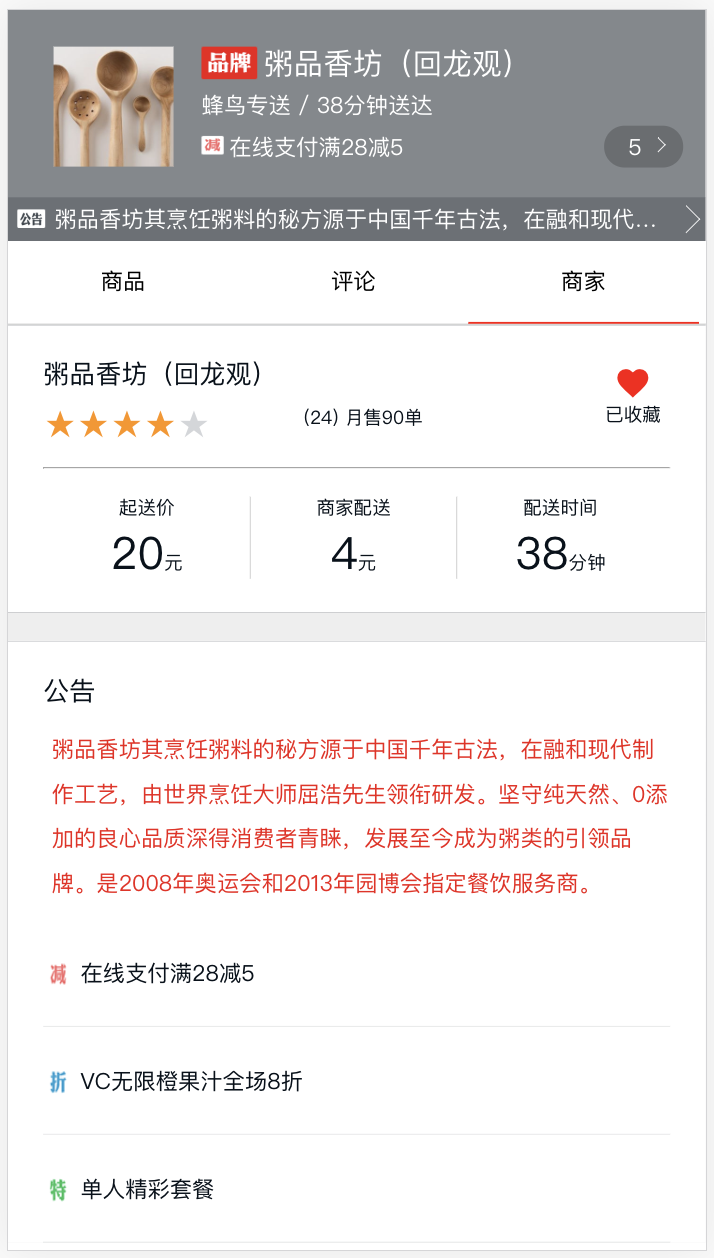 品牌 粥品香坊（回龙观）
蜂鸟专送 / 38分钟送达
减 在线支付满28减5
5
公告 粥品香坊其烹饪粥料的秘方源于中国千年古法，在融和现代...
商品 评论 商家
粥品香坊（回龙观）
(24) 月售90单
已收藏
起送价 商家配送 配送时间
20元 4元 38分钟
公告
粥品香坊其烹饪粥料的秘方源于中国千年古法，在融和现代制
作工艺，由世界烹饪大师屈浩先生领衔研发。坚守纯天然、0添
加的良心品质深得消费者青睐，发展至今成为粥类的引领品
牌。是2008年奥运会和2013年园博会指定餐饮服务商。
减 在线支付满28减5
折 VC无限橙果汁全场8折
特 单人精彩套餐